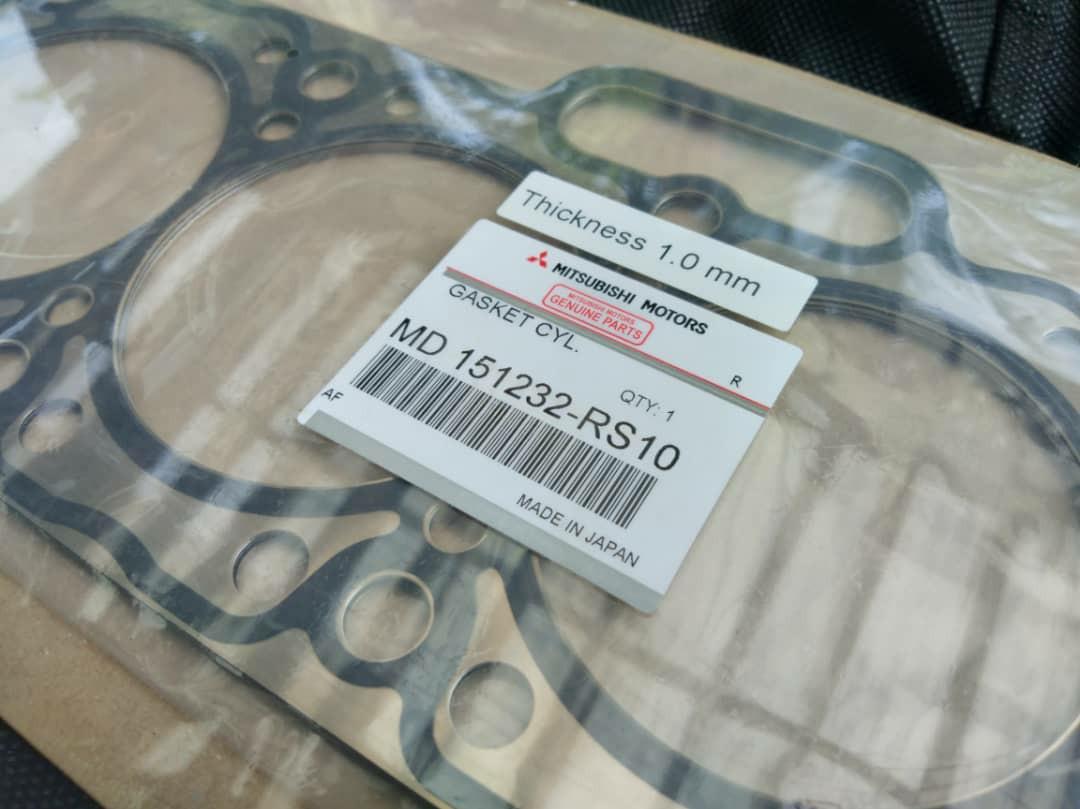 Thickness 1.0 mm
MITSUBISHI MOTORS
MITSUBISHI MOTORS
GENUINE PARTS
R
GASKET CYL.
QTY: 1
MD 151232-RS10
AF
MADE IN JAPAN